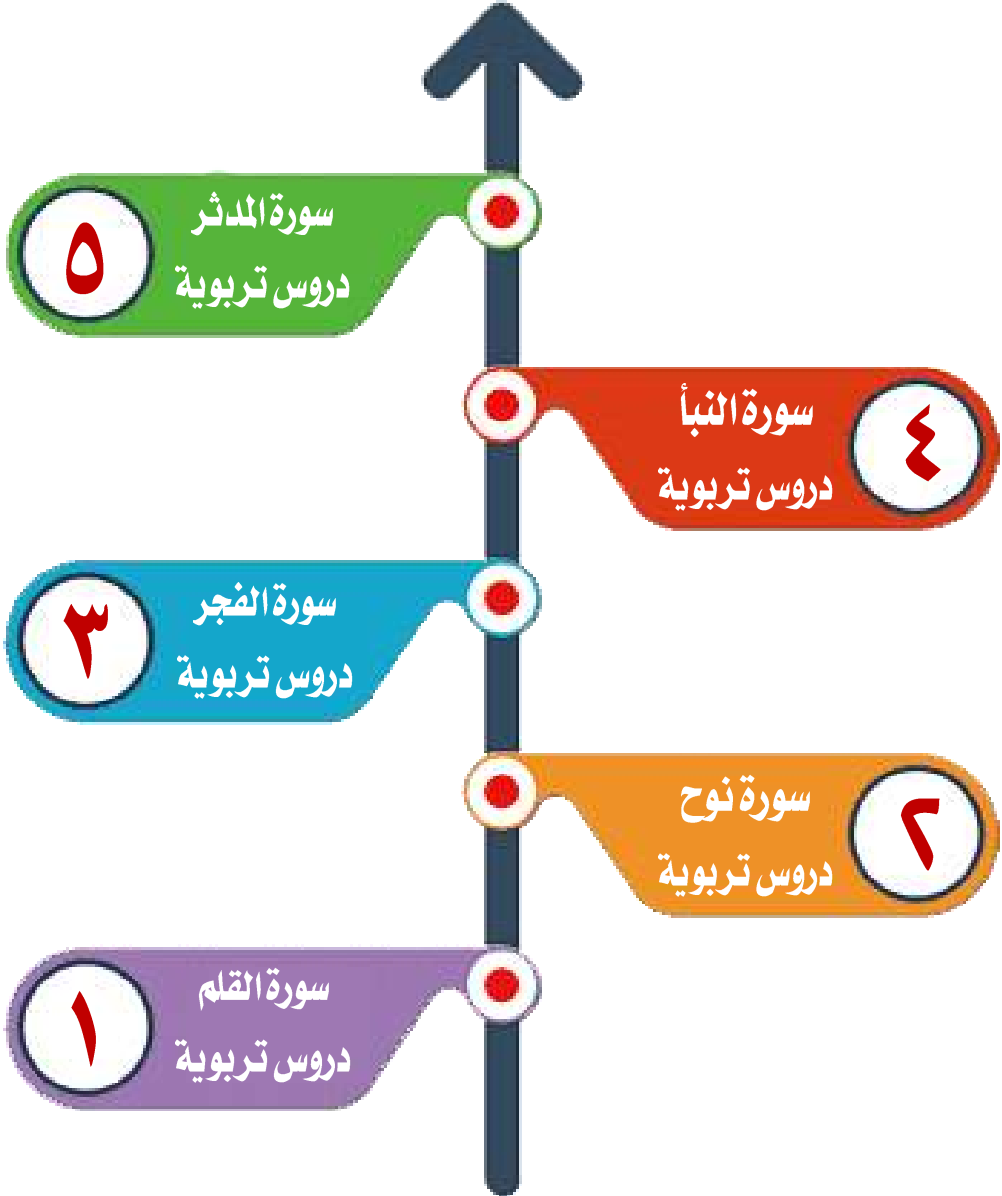 ٥
سورة المدثر
دروس تربوية
٤
سورة النبأ
دروس تربوية
٣
سورة الفجر
دروس تربوية
٢
سورة نوح
دروس تربوية
١
سورة القلم
دروس تربوية